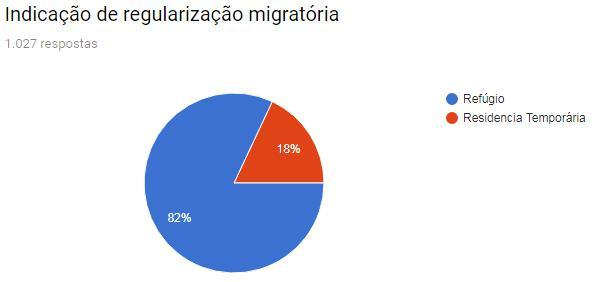 Indicação de regularização migratória
1.027 respostas
Refúgio
Residencia Temporária
18%
82%